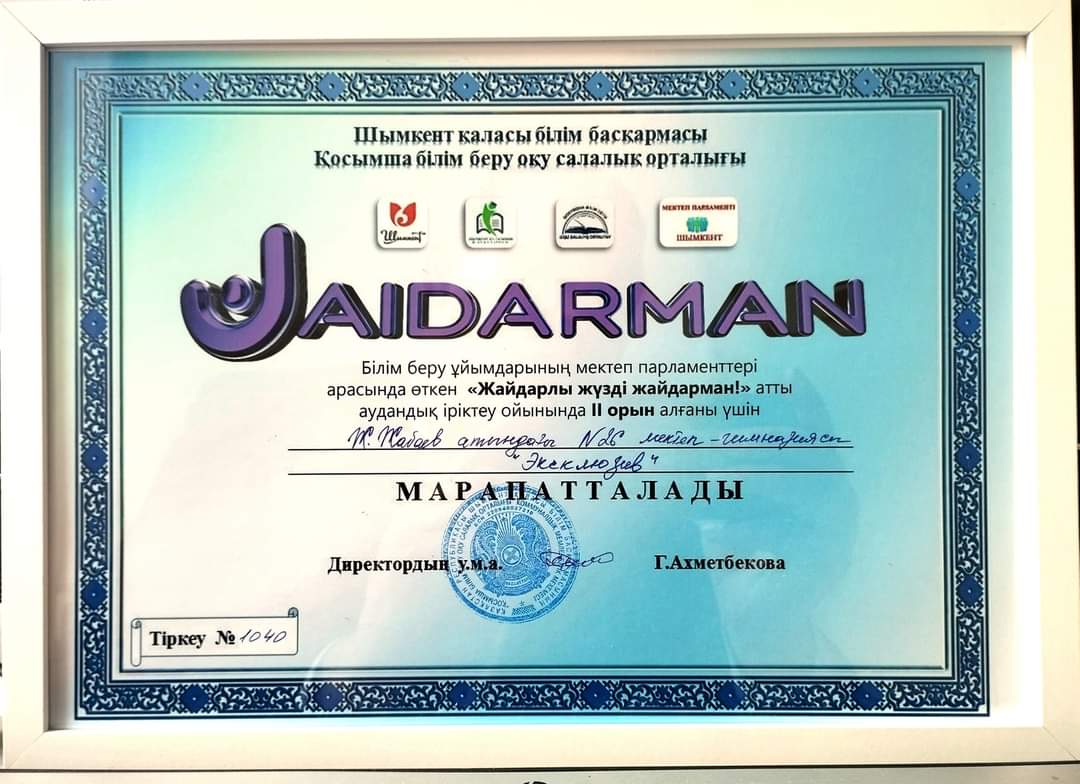 Шымкент қаласы білім басқармасы
Қосымша білім беру оқу салалық орталығы
Шымкент
МЕКТЕП ПАРЛАМЕНТІ
ШЫМКЕНТ
JAIDARMAN
Білім беру ұйымдарының мектеп парламенттері
арасында өткен «Жайдарлы жүзді жайдарман!» атты
аудандық іріктеу ойынында II орын алғаны үшін
Ж.Жабаев атындағы N26 мектеп-гимназиясы
"Эксклюзив"
МАРАПАТТАЛАДЫ
Директордың у.м.а. Г.Ахметбекова
Тіркеу № 1040